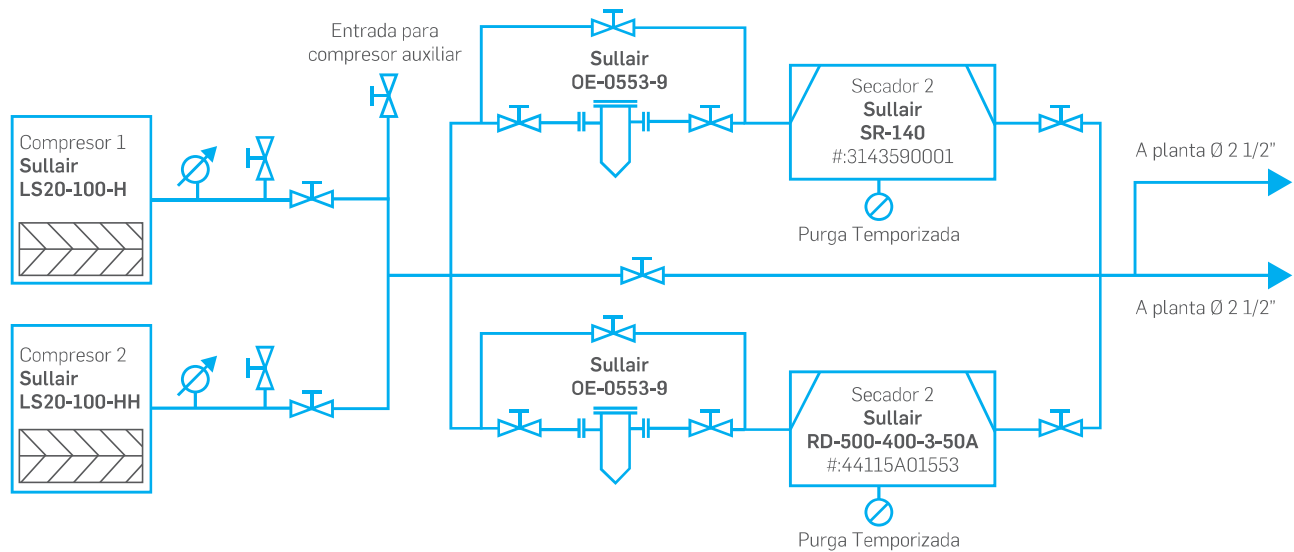 Entrada para
compresor auxiliar
Sullair
OE-0553-9
Secador 2
Sullair
SR-140
#:3143590001
Purga Temporizada
Compresor 1
Sullair
LS20-100-H
A planta Ø 2 1/2”
A planta Ø 2 1/2”
Compresor 2
Sullair
LS20-100-HH
Sullair
OE-0553-9
Secador 2
Sullair
RD-500-400-3-50A
#:44115A01553
Purga Temporizada